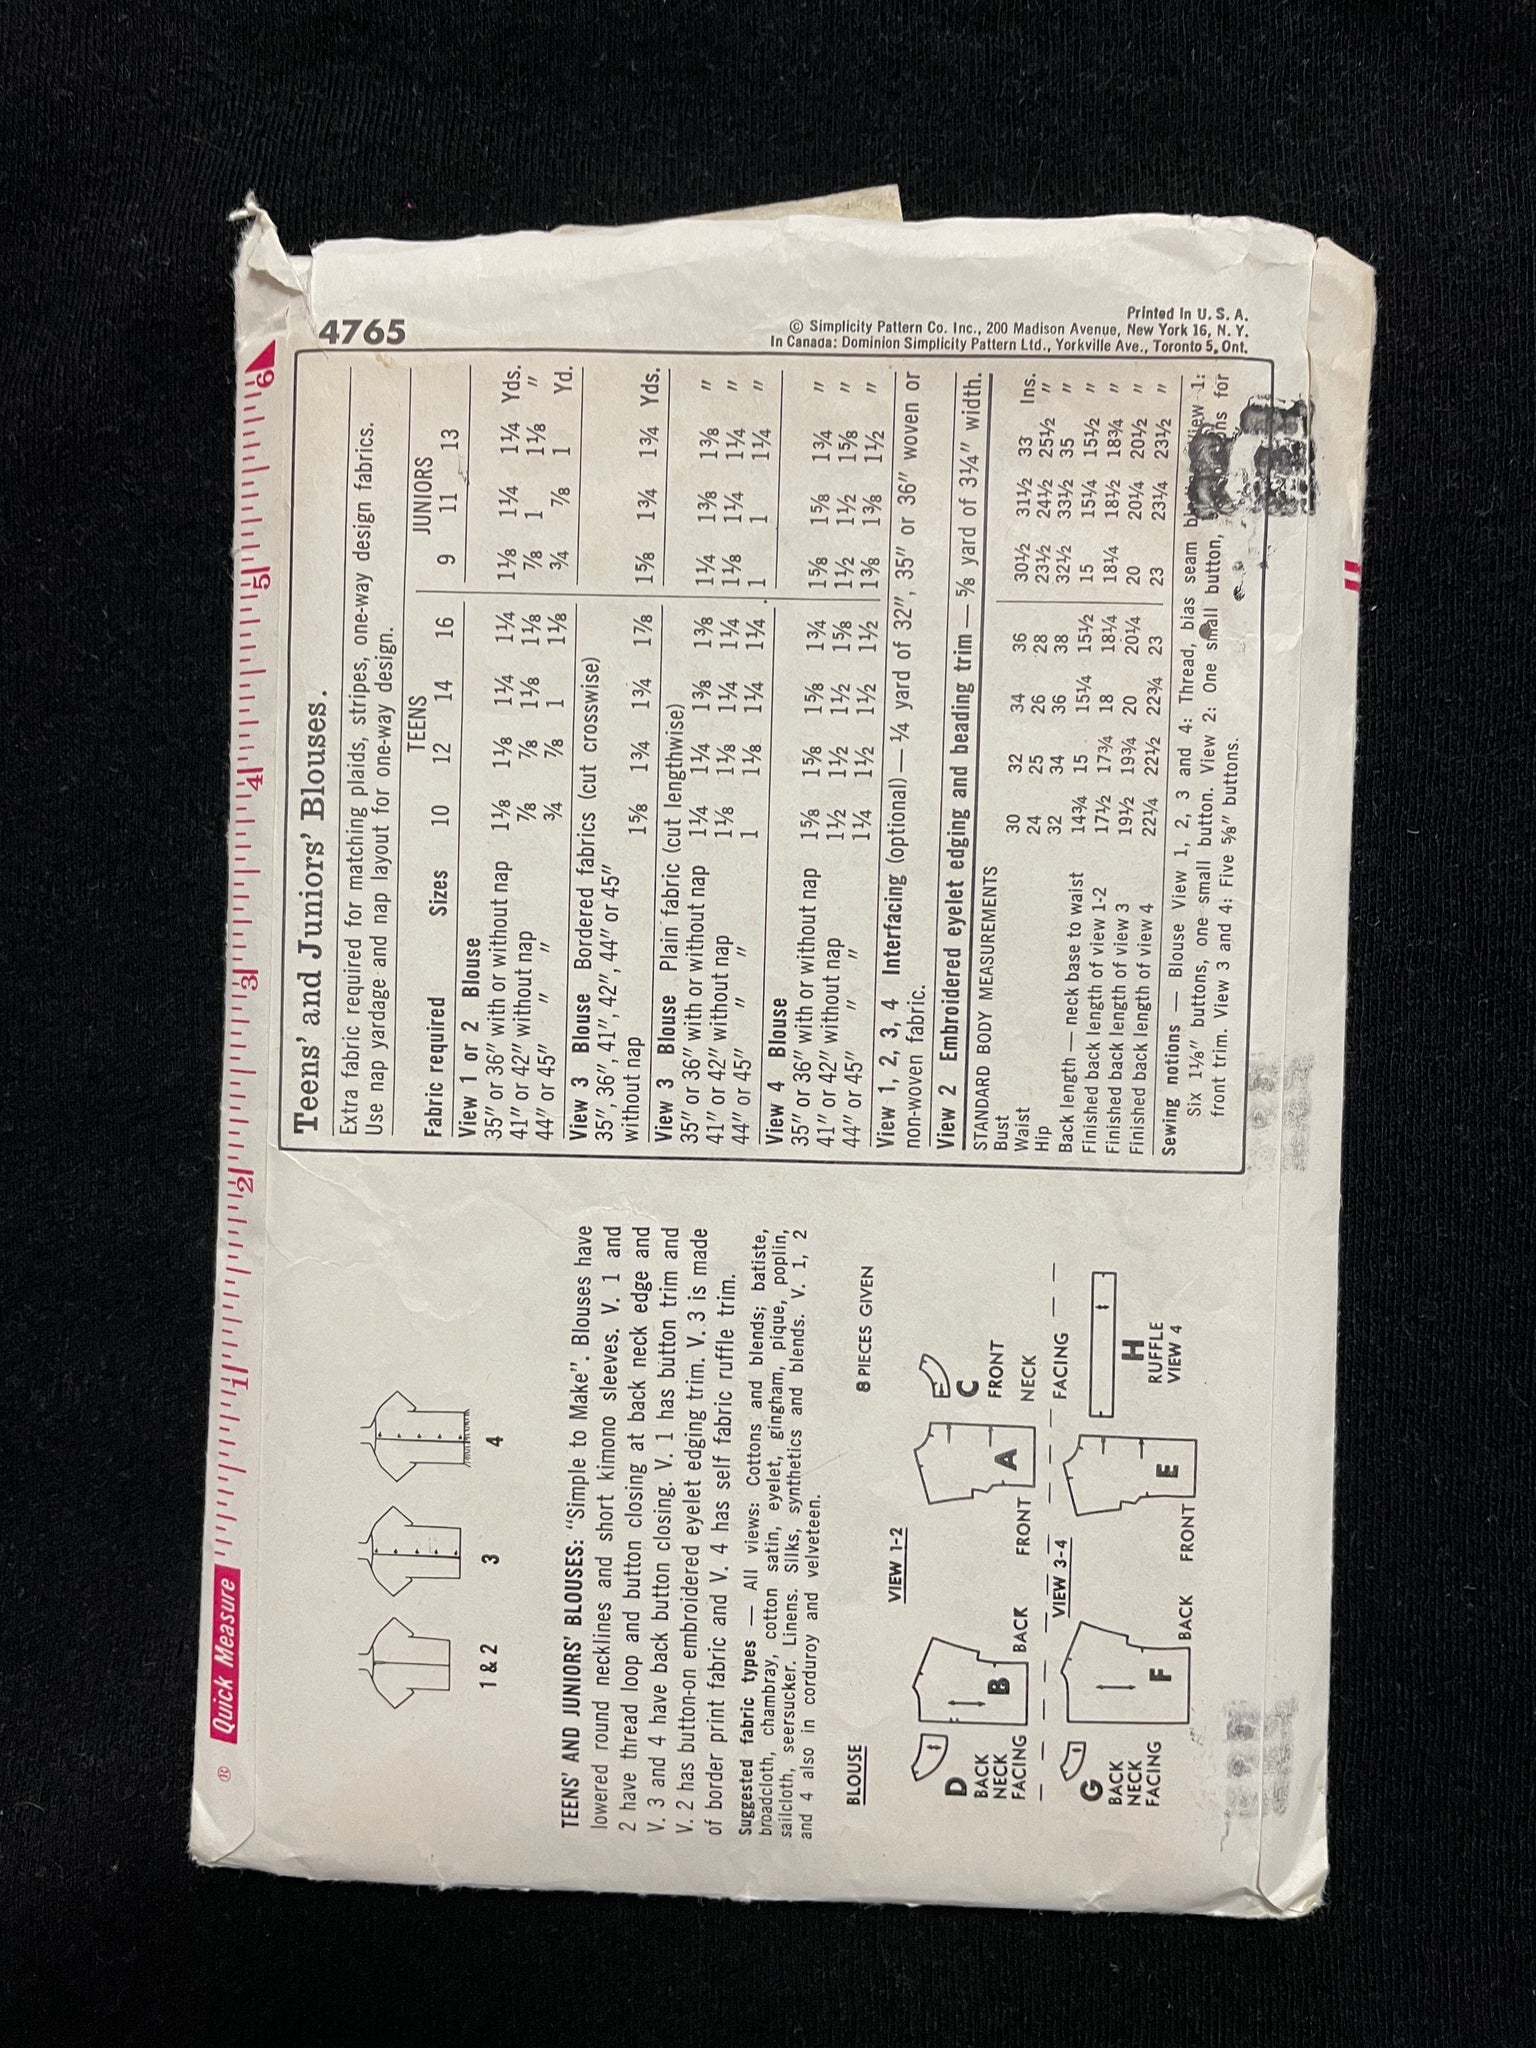 ® Quick Measure 1 2 3 4 5 6
1 & 2 3 4
TEENS' AND JUNIORS' BLOUSES: "Simple to Make". Blouses have
lowered round necklines and short kimono sleeves. V. 1 and
2 have thread loop and button closing at back neck edge and
V. 3 and 4 have back button closing. V. 1 has button trim and
V. 2 has button-on embroidered eyelet edging trim. V. 3 is made
of border print fabric and V. 4 has self fabric ruffle trim.
Suggested fabric types — All views: Cottons and blends; batiste,
broadcloth, chambray, cotton satin, eyelet, gingham, pique, poplin,
sailcloth, seersucker. Linens. Silks, synthetics and blends. V. 1, 2
and 4 also in corduroy and velveteen.
BLOUSE 8 PIECES GIVEN
VIEW 1-2
D
BACK
NECK
FACING
B
BACK
A
FRONT
C
FRONT
NECK
FACING
VIEW 3-4
G
BACK
NECK
FACING
F
BACK
E
FRONT
H
RUFFLE
VIEW 4
4765
Teens' and Juniors' Blouses.
Extra fabric required for matching plaids, stripes, one-way design fabrics.
Use nap yardage and nap layout for one-way design.
TEENS JUNIORS
Fabric required Sizes 10 12 14 16 9 11 13
View 1 or 2 Blouse
35" or 36" with or without nap 1⅛ 1⅛ 1¼ 1¼ 1⅛ 1¼ 1¼ Yds.
41" or 42" without nap ⅞ ⅞ 1⅛ 1⅛ ⅞ 1 1⅛ "
44" or 45" " ¾ ⅞ 1 1⅛ ¾ ⅞ 1 Yd.
View 3 Blouse Bordered fabrics (cut crosswise)
35", 36", 41", 42", 44" or 45"
without nap 1⅝ 1¾ 1¾ 1⅞ 1⅝ 1¾ 1¾ Yds.
View 3 Blouse Plain fabric (cut lengthwise)
35" or 36" with or without nap 1¼ 1¼ 1⅜ 1⅜ 1¼ 1⅜ 1⅜ "
41" or 42" without nap 1⅛ 1⅛ 1¼ 1¼ 1⅛ 1¼ 1¼ "
44" or 45" " 1 1⅛ 1¼ 1¼ 1 1 1¼ "
View 4 Blouse
35" or 36" with or without nap 1⅝ 1⅝ 1⅝ 1¾ 1⅝ 1⅝ 1¾ "
41" or 42" without nap 1½ 1½ 1½ 1⅝ 1½ 1½ 1⅝ "
44" or 45" " 1¼ 1½ 1½ 1½ 1⅜ 1⅜ 1½ "
View 1, 2, 3, 4 Interfacing (optional) — ¼ yard of 32", 35" or 36" woven or
non-woven fabric.
View 2 Embroidered eyelet edging and beading trim — ⅝ yard of 3¼" width.
STANDARD BODY MEASUREMENTS
Bust 30 32 34 36 30½ 31½ 33 Ins.
Waist 24 25 26 28 23½ 24½ 25½ "
Hip 32 34 36 38 32½ 33½ 35 "
Back length — neck base to waist 14¾ 15 15¼ 15½ 15 15¼ 15½ "
Finished back length of view 1-2 17½ 17¾ 18 18¼ 18¼ 18½ 18¾ "
Finished back length of view 3 19½ 19¾ 20 20¼ 20 20¼ 20½ "
Finished back length of view 4 22¼ 22½ 22¾ 23 23 23¼ 23½ "
Sewing notions — Blouse View 1, 2, 3 and 4: Thread, bias seam View 1:
Six 1⅛" buttons, one small button. View 2: One small button, for
front trim. View 3 and 4: Five ⅝" buttons.
Printed In U. S. A.
© Simplicity Pattern Co. Inc., 200 Madison Avenue, New York 16, N. Y.
In Canada: Dominion Simplicity Pattern Ltd., Yorkville Ave., Toronto 5, Ont.